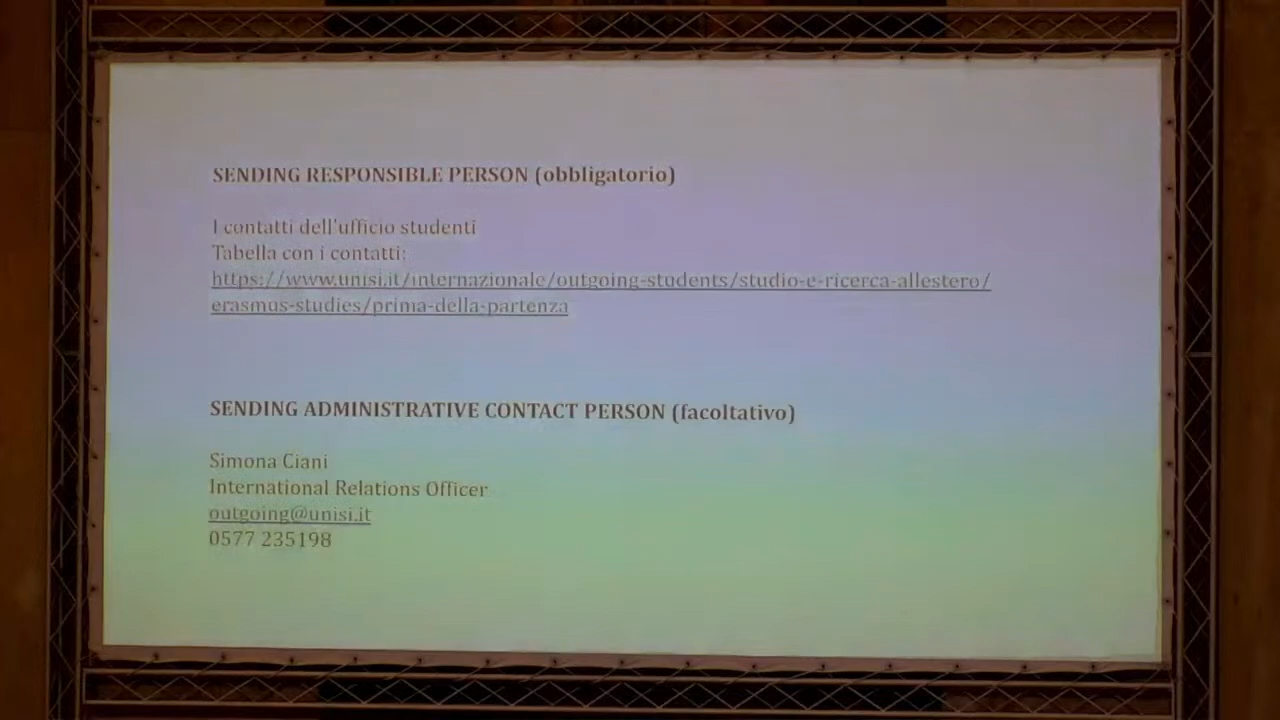 SENDING RESPONSIBLE PERSON (obbligatorio)
I contatti dell'ufficio studenti
Tabella con i contatti:
https://www.unisi.it/internazionale/outgoing-students/studio-e-ricerca-allestero/
erasmus-studies/prima-della-partenza
SENDING ADMINISTRATIVE CONTACT PERSON (facoltativo)
Simona Ciani
International Relations Officer
outgoing@unisi.it
0577 235198